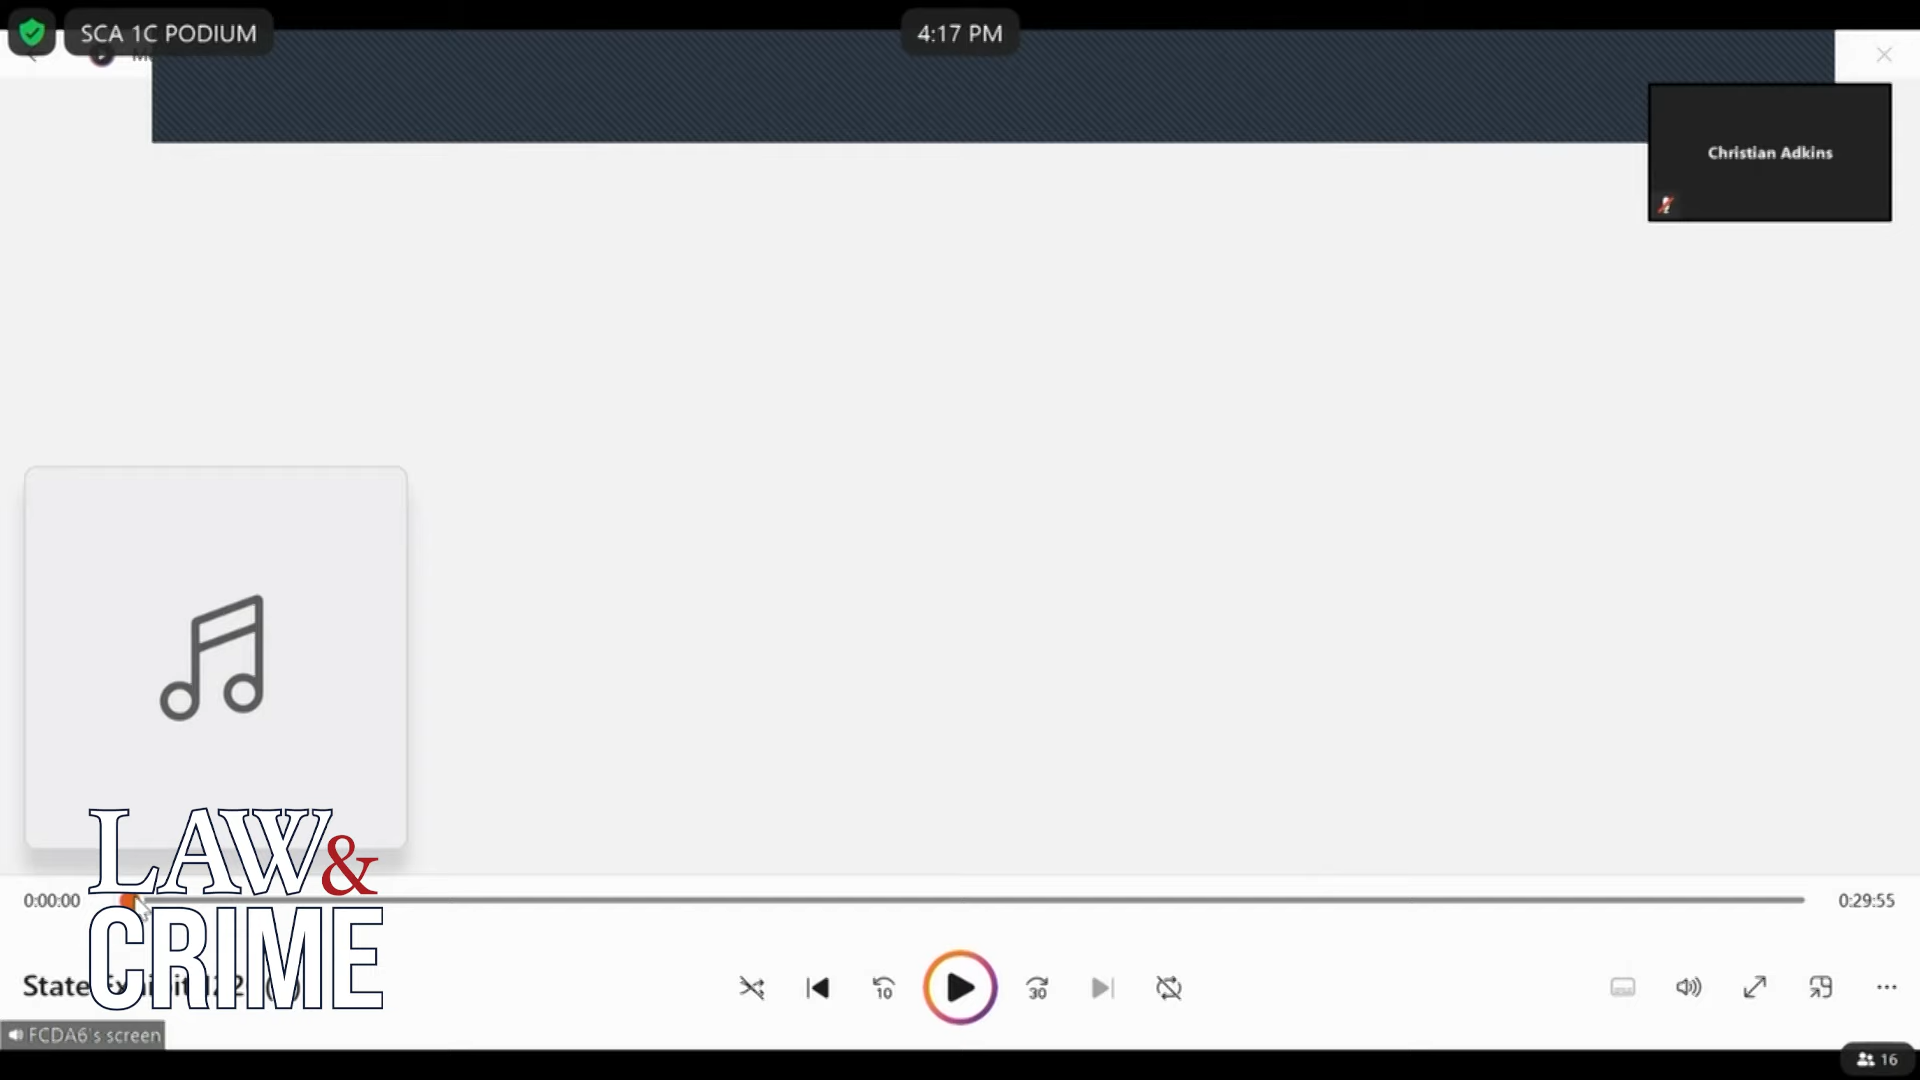 SCA 1C PODIUM
4:17 PM
Christian Adkins
LAW&
CRIME
0:00:00
0:29:55
State
10
30
FCDA6's screen
16